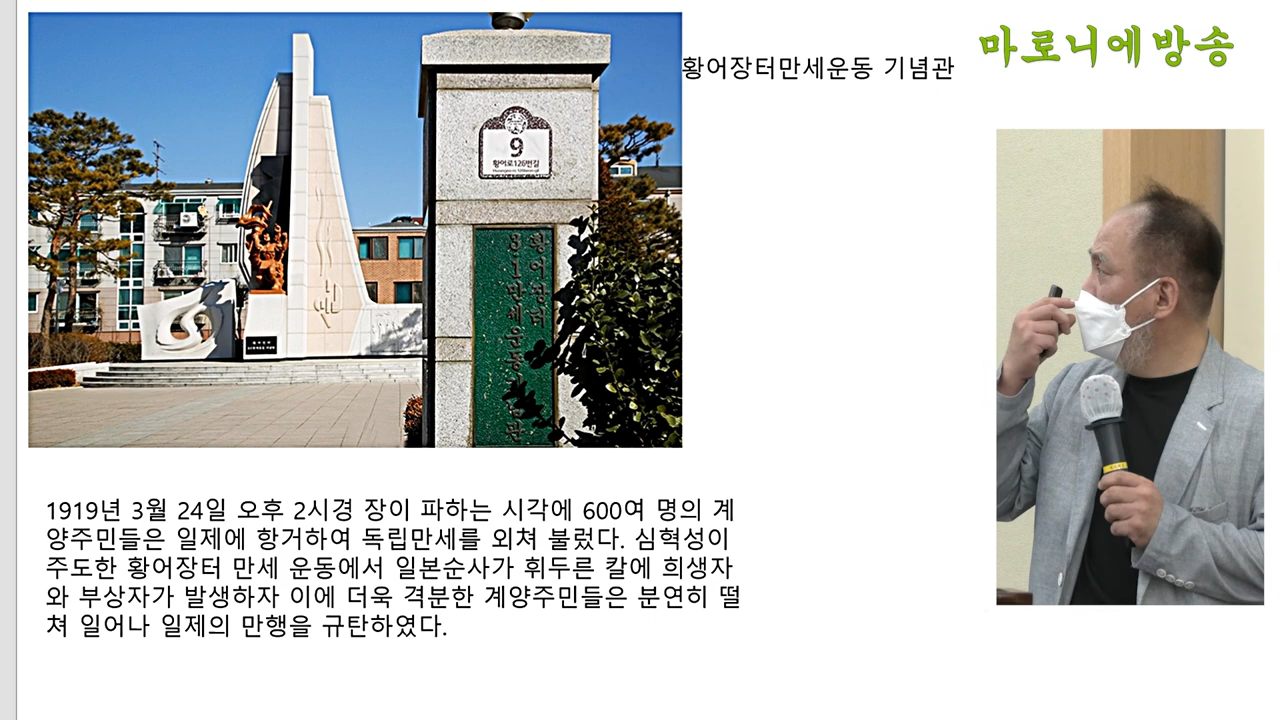 마로니에방송
황어장터만세운동 기념관
9
황어로126번길
황어장터
3·1만세운동기념관
1919년 3월 24일 오후 2시경 장이 파하는 시각에 600여 명의 계
양주민들은 일제에 항거하여 독립만세를 외쳐 불렀다. 심혁성이
주도한 황어장터 만세 운동에서 일본순사가 휘두른 칼에 희생자
와 부상자가 발생하자 이에 더욱 격분한 계양주민들은 분연히 떨
쳐 일어나 일제의 만행을 규탄하였다.